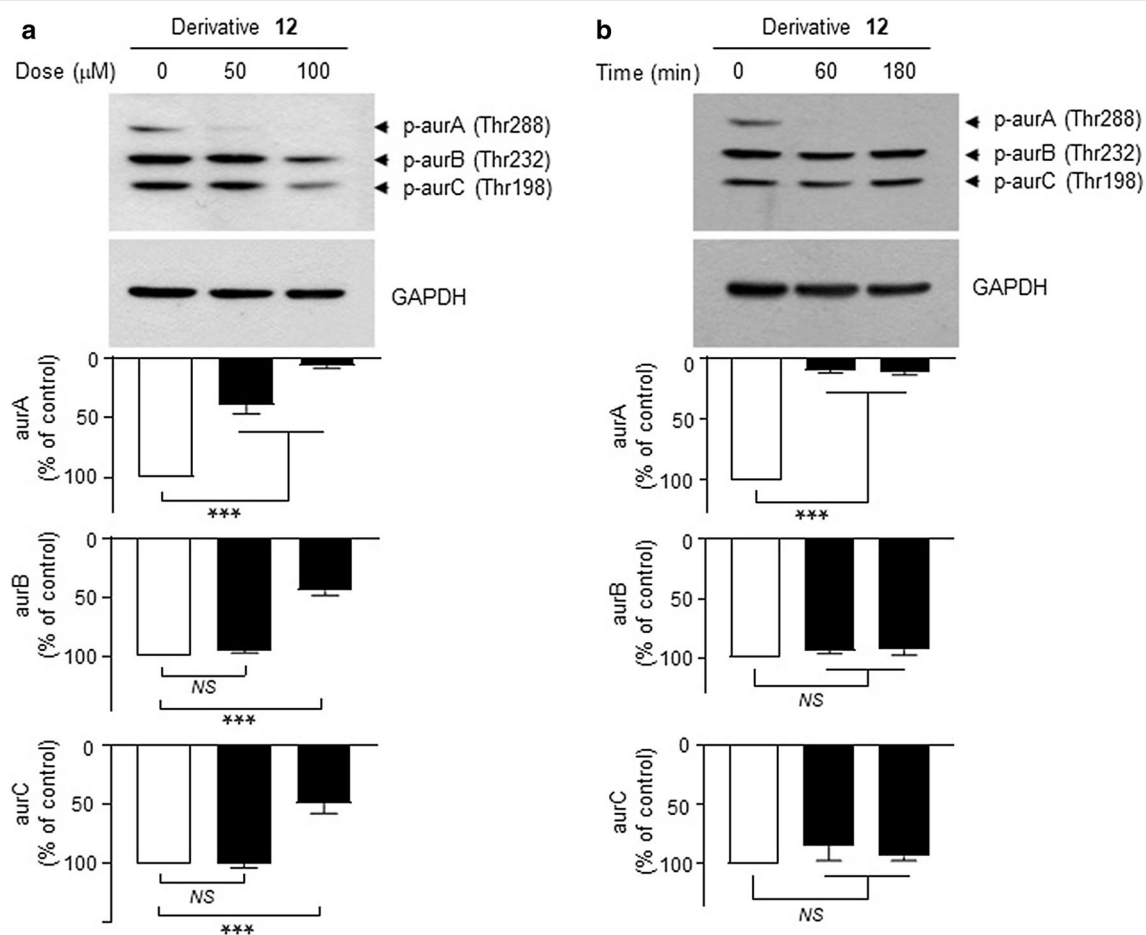 a
Derivative 12
Dose (μM) 0 50 100
p-aurA (Thr288)
p-aurB (Thr232)
p-aurC (Thr198)
GAPDH
aurA
(% of control)
0
50
100
***
aurB
(% of control)
0
50
100
NS
***
aurC
(% of control)
0
50
100
NS
***
b
Derivative 12
Time (min) 0 60 180
p-aurA (Thr288)
p-aurB (Thr232)
p-aurC (Thr198)
GAPDH
aurA
(% of control)
0
50
100
***
aurB
(% of control)
0
50
100
NS
aurC
(% of control)
0
50
100
NS